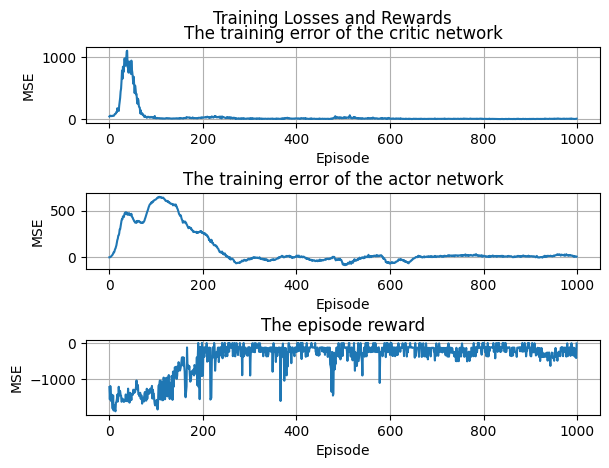 Training Losses and Rewards
The training error of the critic network
1000
0
MSE
0 200 400 600 800 1000
Episode
The training error of the actor network
500
0
MSE
0 200 400 600 800 1000
Episode
The episode reward
0
−1000
MSE
0 200 400 600 800 1000
Episode